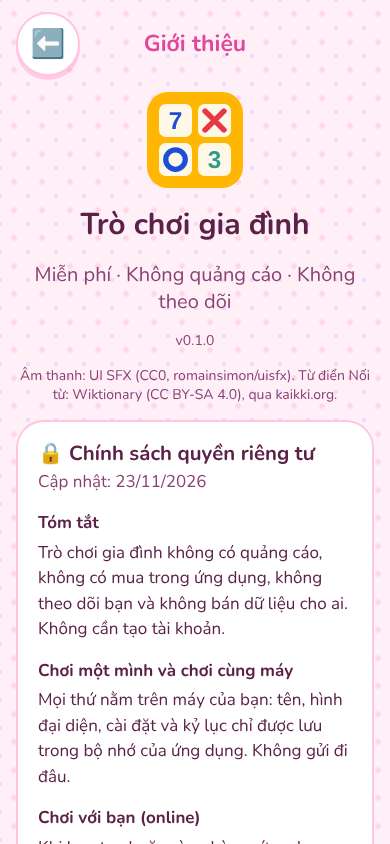 Giới thiệu
7
3
Trò chơi gia đình
Miễn phí · Không quảng cáo · Không
theo dõi
v0.1.0
Âm thanh: UI SFX (CC0, romainsimon/uisfx). Từ điển Nối
từ: Wiktionary (CC BY-SA 4.0), qua kaikki.org.
🔒 Chính sách quyền riêng tư
Cập nhật: 23/11/2026
Tóm tắt
Trò chơi gia đình không có quảng cáo,
không có mua trong ứng dụng, không
theo dõi bạn và không bán dữ liệu cho ai.
Không cần tạo tài khoản.
Chơi một mình và chơi cùng máy
Mọi thứ nằm trên máy của bạn: tên, hình
đại diện, cài đặt và kỷ lục chỉ được lưu
trong bộ nhớ của ứng dụng. Không gửi đi
đâu.
Chơi với bạn (online)